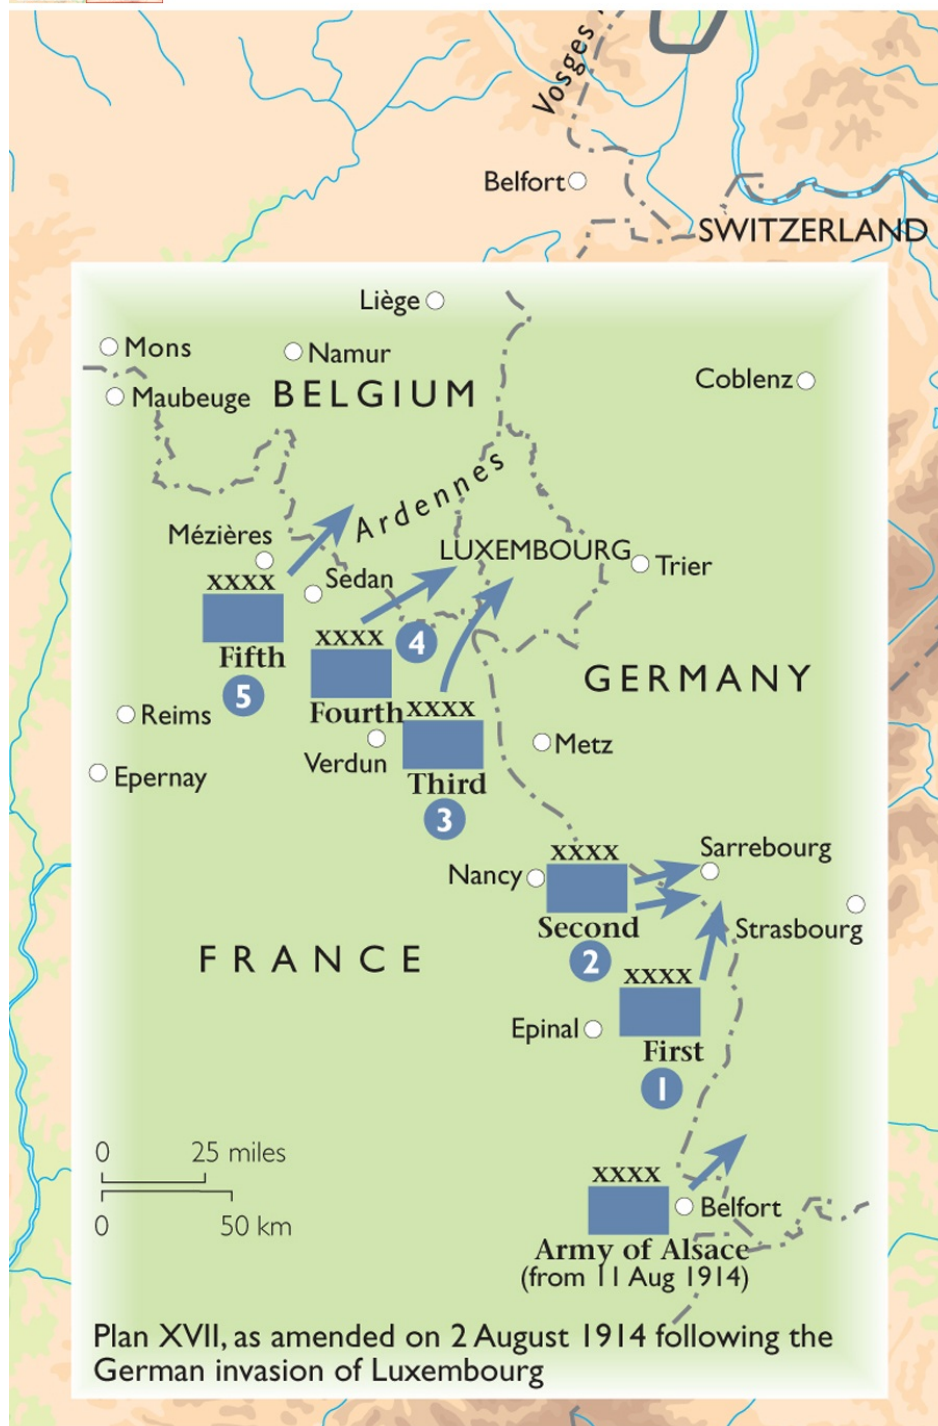 Vosges
Belfort
SWITZERLAND
Liège
Mons
Namur
Coblenz
Maubeuge
BELGIUM
Ardennes
Mézières
LUXEMBOURG
Trier
Sedan
XXXX
XXXX
4
Fifth
5
GERMANY
Reims
Fourth
XXXX
Verdun
Metz
Epernay
Third
3
XXXX
Sarrebourg
Nancy
Second
Strasbourg
2
FRANCE
XXXX
Epinal
First
1
0 25 miles
0 50 km
XXXX
Belfort
Army of Alsace
(from 11 Aug 1914)
Plan XVII, as amended on 2 August 1914 following the
German invasion of Luxembourg